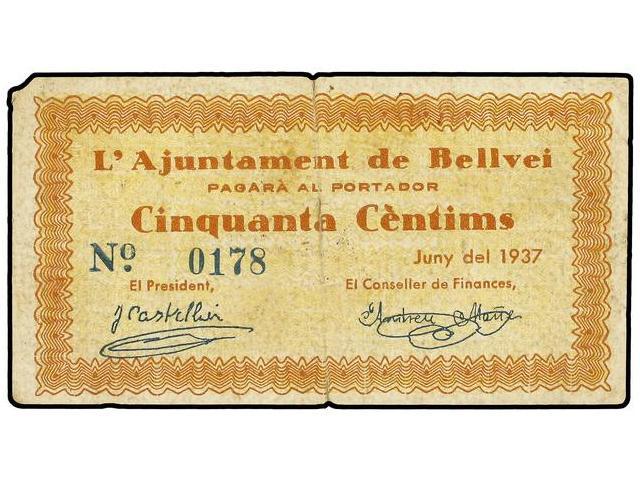 L'Ajuntament de Bellvei
PAGARÀ AL PORTADOR
Cinquanta Cèntims
Nº 0178
Juny del 1937
El President, El Conseller de Finances,
J Castellví